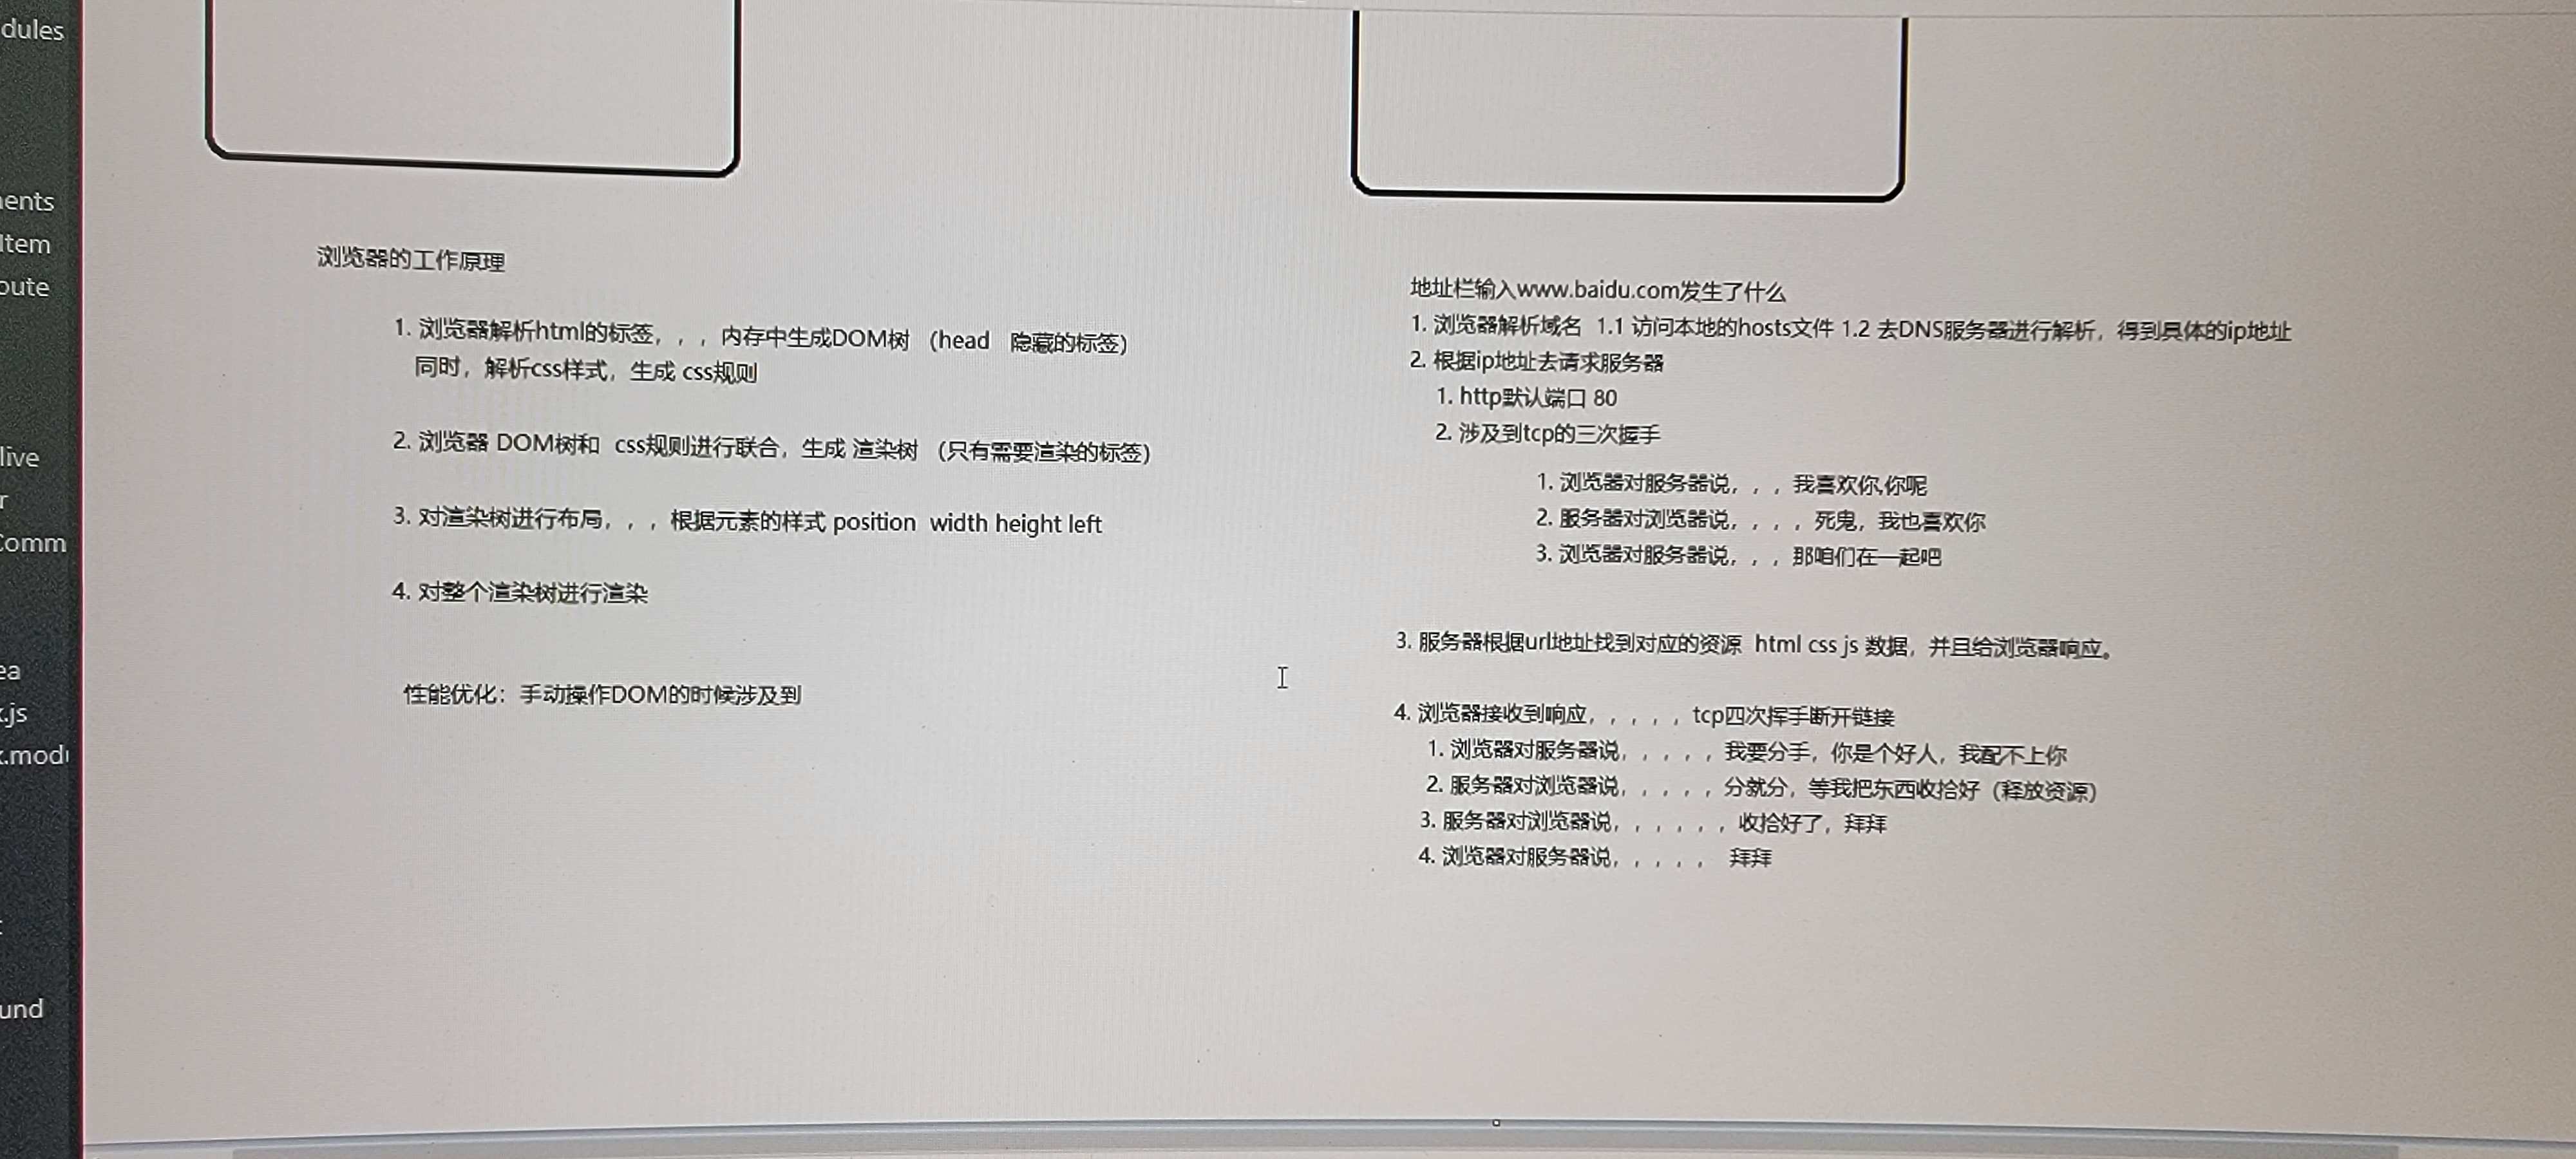 dules
ents
Item
oute
live
r
Comm
ea
.js
.mod
und
浏览器的工作原理
1. 浏览器解析html的标签，，，内存中生成DOM树 （head 隐藏的标签）
同时，解析css样式，生成 css规则
2. 浏览器 DOM树和 css规则进行联合，生成 渲染树 （只有需要渲染的标签）
3. 对渲染树进行布局，，，根据元素的样式 position width height left
4. 对整个渲染树进行渲染
性能优化：手动操作DOM的时候涉及到
地址栏输入www.baidu.com发生了什么
1. 浏览器解析域名 1.1 访问本地的hosts文件 1.2 去DNS服务器进行解析，得到具体的ip地址
2. 根据ip地址去请求服务器
1. http默认端口 80
2. 涉及到tcp的三次握手
1. 浏览器对服务器说，，，我喜欢你,你呢
2. 服务器对浏览器说，，，，死鬼，我也喜欢你
3. 浏览器对服务器说，，，那咱们在一起吧
3. 服务器根据url地址找到对应的资源 html css js 数据，并且给浏览器响应。
4. 浏览器接收到响应，，，，，tcp四次挥手断开链接
1. 浏览器对服务器说，，，，，我要分手，你是个好人，我配不上你
2. 服务器对浏览器说，，，，，分就分，等我把东西收拾好（释放资源）
3. 服务器对浏览器说，，，，，，收拾好了，拜拜
4. 浏览器对服务器说，，，，， 拜拜